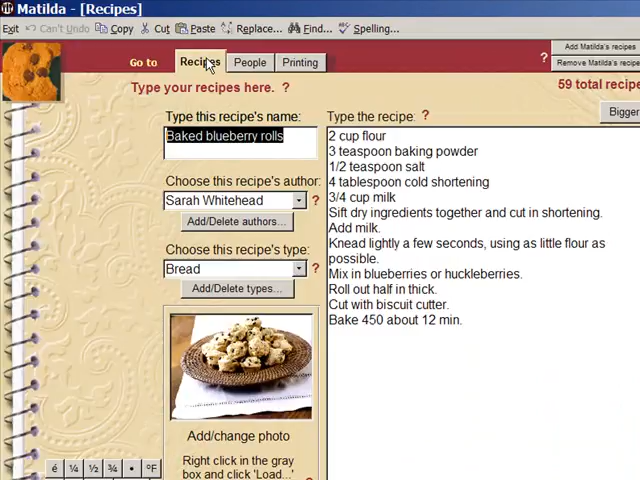 Matilda - [Recipes]
Exit Can't Undo Copy Cut Paste Replace... Find... Spelling...
Go to Recipes People Printing ? Add Matilda's recipes
Remove Matilda's recipe
Type your recipes here. ? 59 total recip
Type this recipe's name: Type the recipe: ? Bigger
Baked blueberry rolls
2 cup flour
3 teaspoon baking powder
1/2 teaspoon salt
4 tablespoon cold shortening
3/4 cup milk
Sift dry ingredients together and cut in shortening.
Add milk.
Knead lightly a few seconds, using as little flour as
possible.
Mix in blueberries or huckleberries.
Roll out half in thick.
Cut with biscuit cutter.
Bake 450 about 12 min.
Choose this recipe's author:
Sarah Whitehead ?
Add/Delete authors...
Choose this recipe's type:
Bread ?
Add/Delete types...
Add/change photo
Right click in the gray
box and click 'Load...' ?
é ¼ ½ ¾ • ºF